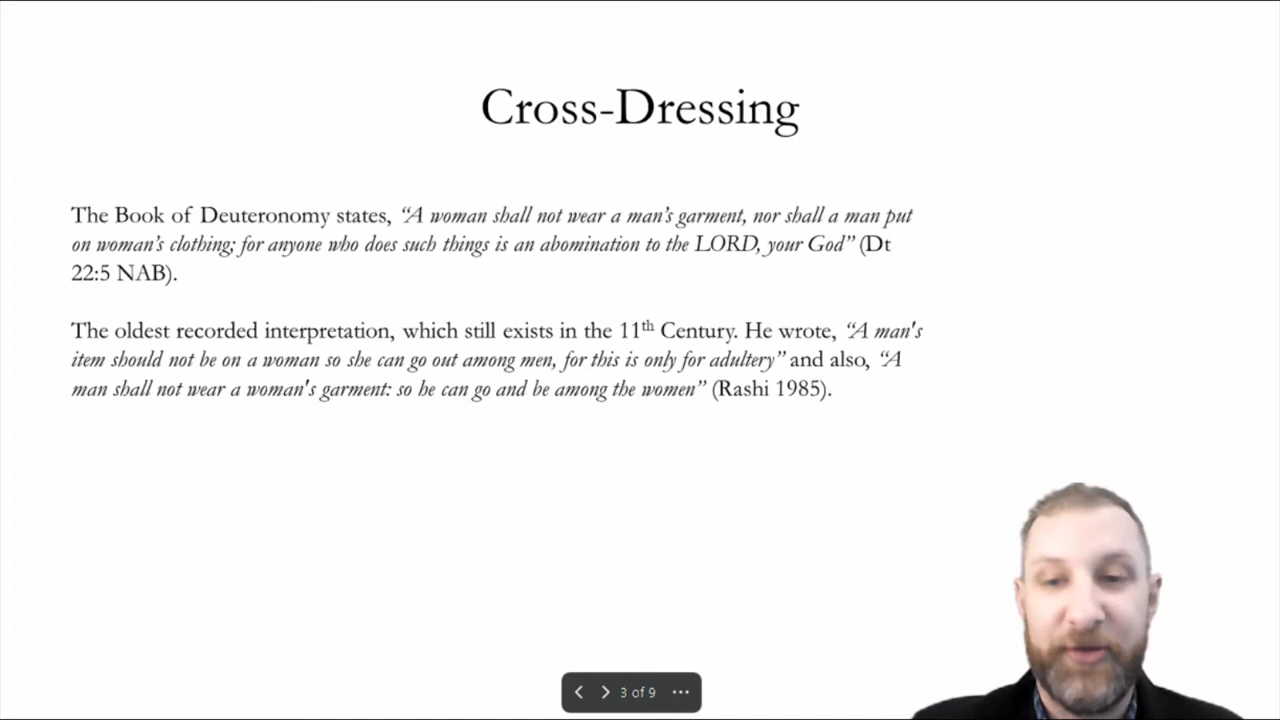 Cross-Dressing
The Book of Deuteronomy states, “A woman shall not wear a man’s garment, nor shall a man put
on woman’s clothing; for anyone who does such things is an abomination to the LORD, your God” (Dt
22:5 NAB).
The oldest recorded interpretation, which still exists in the 11th Century. He wrote, “A man's
item should not be on a woman so she can go out among men, for this is only for adultery” and also, “A
man shall not wear a woman's garment: so he can go and be among the women” (Rashi 1985).
3 of 9